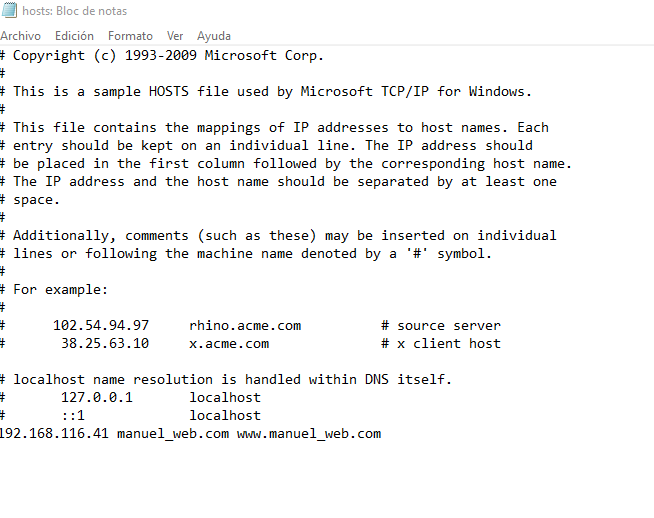 hosts: Bloc de notas
Archivo Edición Formato Ver Ayuda
# Copyright (c) 1993-2009 Microsoft Corp.
#
# This is a sample HOSTS file used by Microsoft TCP/IP for Windows.
#
# This file contains the mappings of IP addresses to host names. Each
# entry should be kept on an individual line. The IP address should
# be placed in the first column followed by the corresponding host name.
# The IP address and the host name should be separated by at least one
# space.
#
# Additionally, comments (such as these) may be inserted on individual
# lines or following the machine name denoted by a '#' symbol.
#
# For example:
#
#      102.54.94.97     rhino.acme.com          # source server
#       38.25.63.10     x.acme.com              # x client host

# localhost name resolution is handled within DNS itself.
#       127.0.0.1       localhost
#       ::1             localhost
192.168.116.41 manuel_web.com www.manuel_web.com